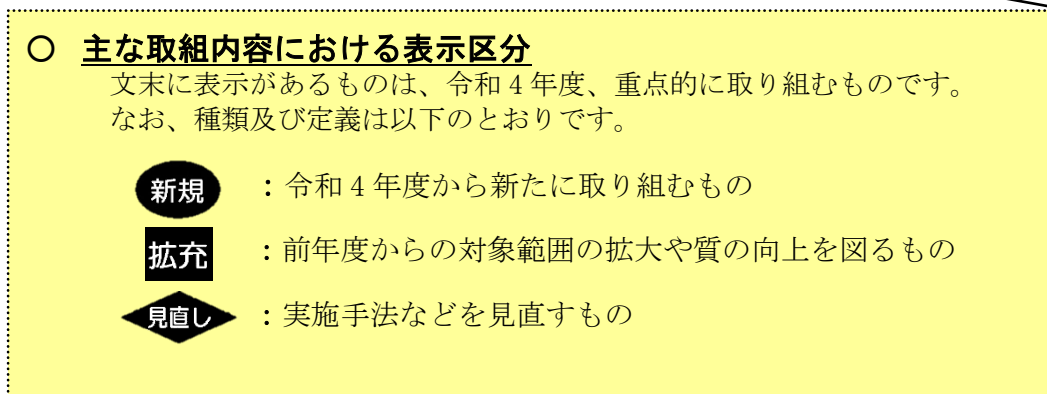 ○ 主な取組内容における表示区分
文末に表示があるものは、令和４年度、重点的に取り組むものです。
なお、種類及び定義は以下のとおりです。
新規 ：令和４年度から新たに取り組むもの
拡充 ：前年度からの対象範囲の拡大や質の向上を図るもの
見直し ：実施手法などを見直すもの